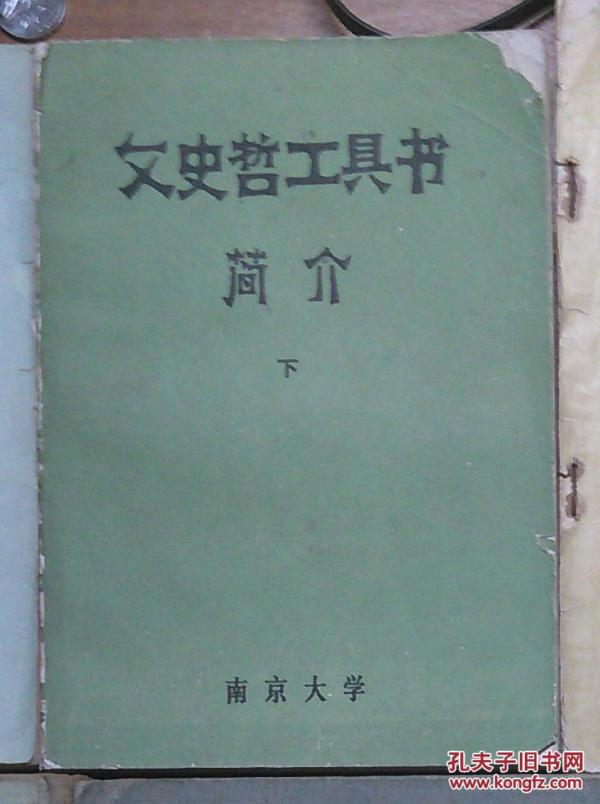 文史哲工具书
简介
下
南京大学
孔夫子旧书网
www.kongfz.com